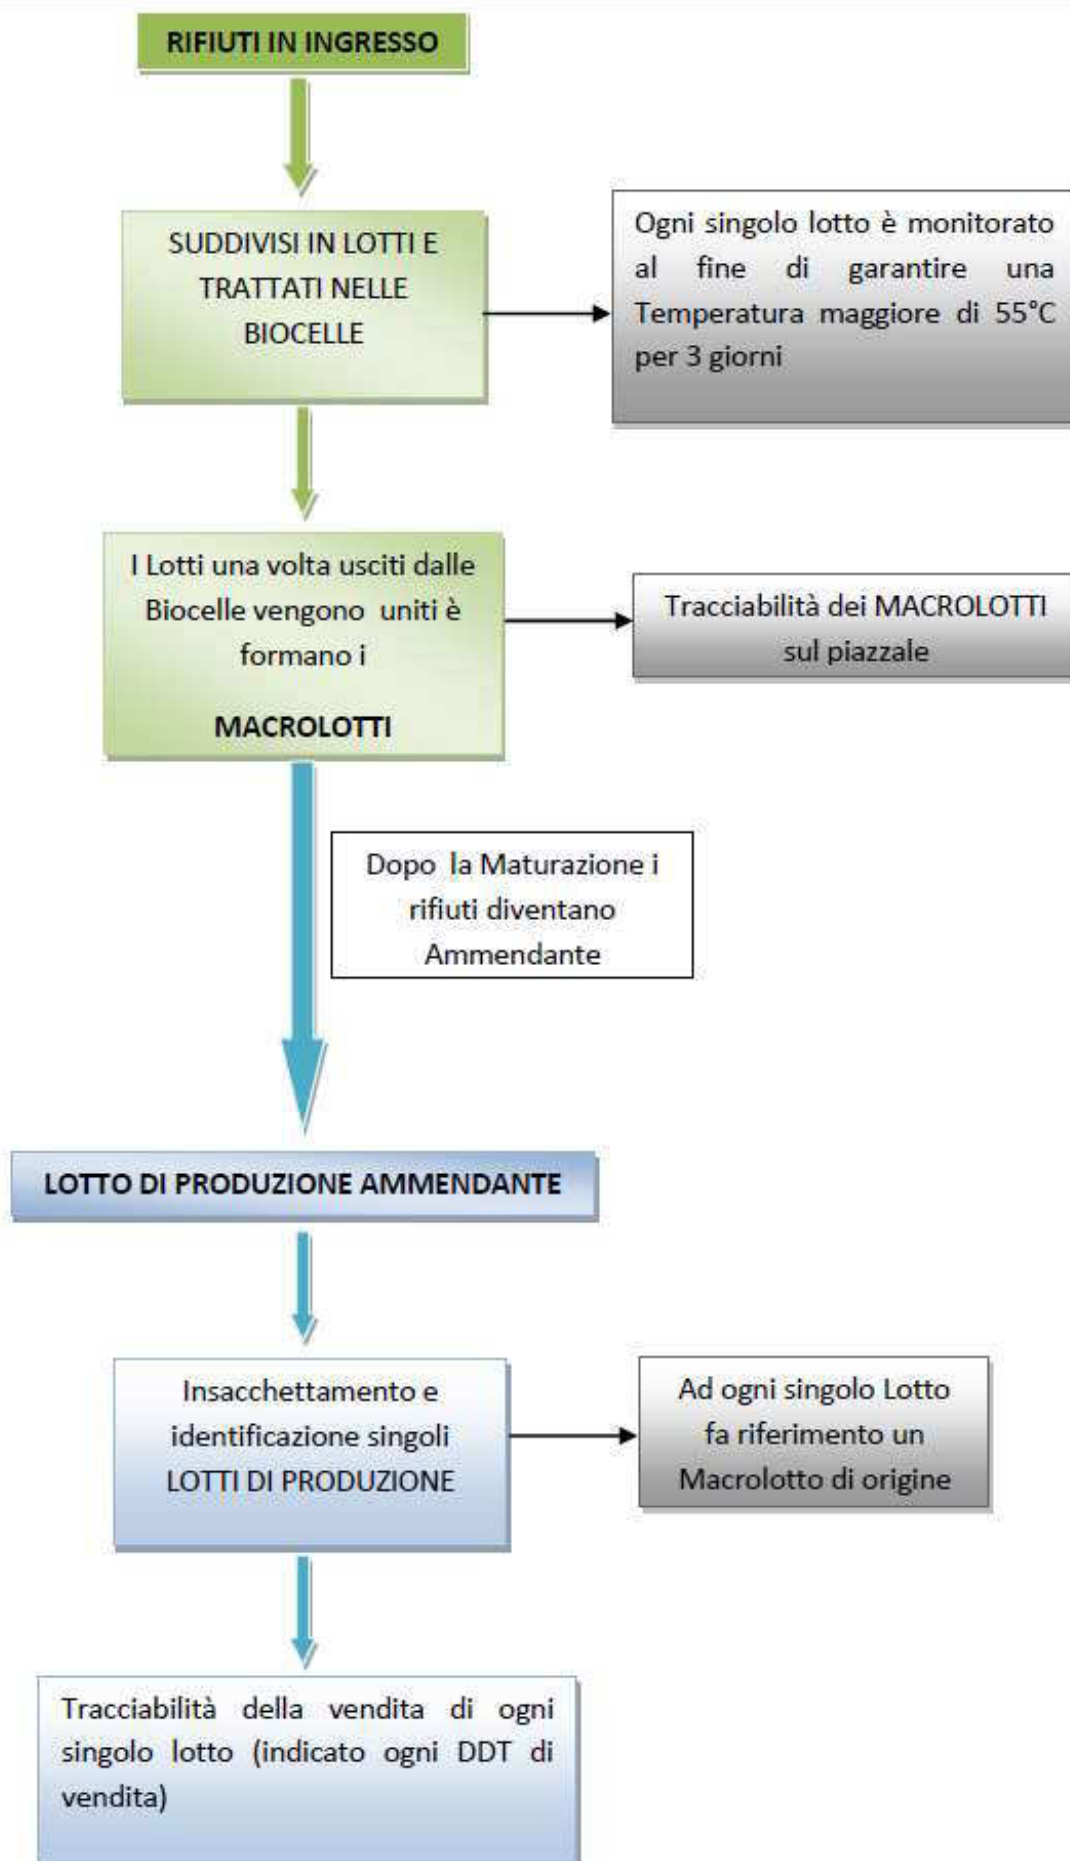 RIFIUTI IN INGRESSO
SUDDIVISI IN LOTTI E
TRATTATI NELLE
BIOCELLE
Ogni singolo lotto è monitorato
al fine di garantire una
Temperatura maggiore di 55°C
per 3 giorni
I Lotti una volta usciti dalle
Biocelle vengono uniti è
formano i
MACROLOTTI
Tracciabilità dei MACROLOTTI
sul piazzale
Dopo la Maturazione i
rifiuti diventano
Ammendante
LOTTO DI PRODUZIONE AMMENDANTE
Insacchettamento e
identificazione singoli
LOTTI DI PRODUZIONE
Ad ogni singolo Lotto
fa riferimento un
Macrolotto di origine
Tracciabilità della vendita di ogni
singolo lotto (indicato ogni DDT di
vendita)